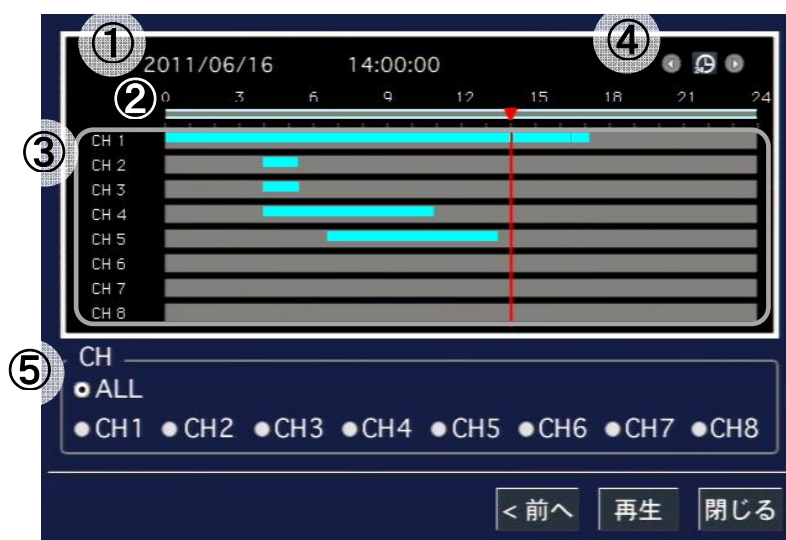 ① 2011/06/16 14:00:00 ④
② 0 3 6 9 12 15 18 21 24
③ CH 1
CH 2
CH 3
CH 4
CH 5
CH 6
CH 7
CH 8
⑤ CH
ALL
CH1 CH2 CH3 CH4 CH5 CH6 CH7 CH8
< 前へ 再生 閉じる